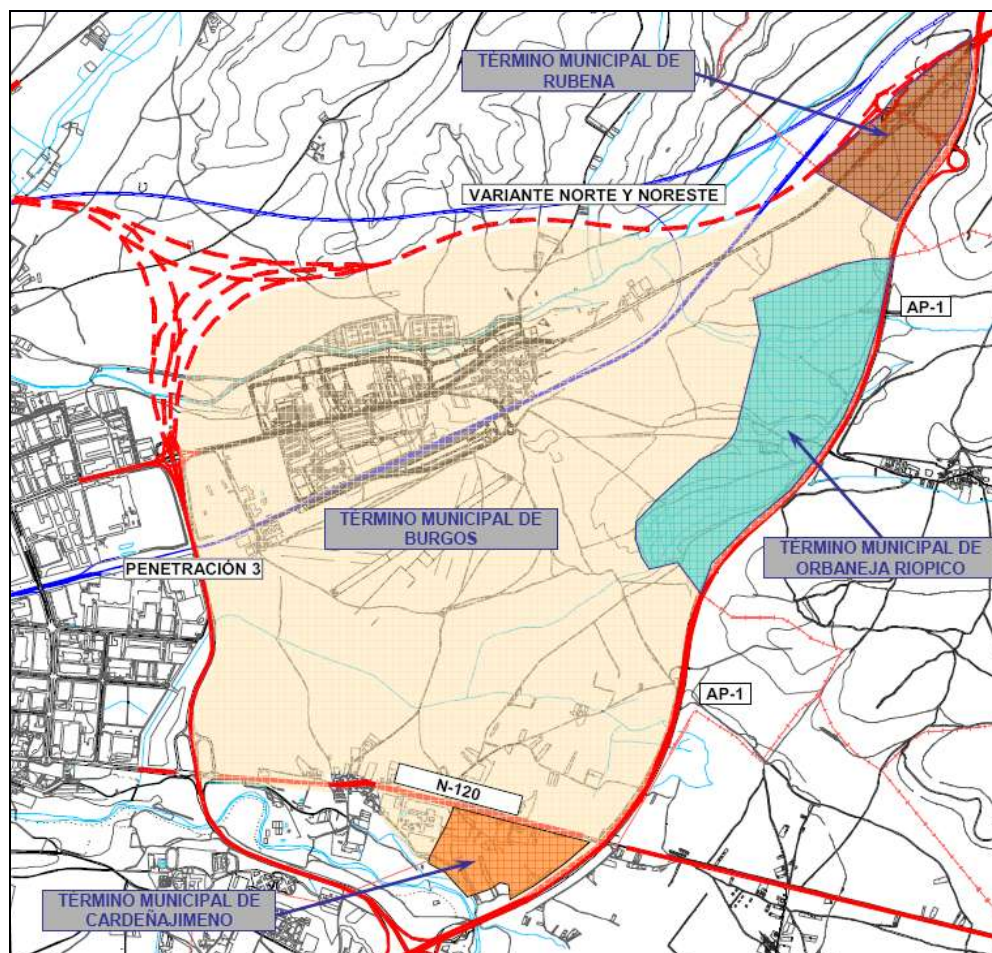 TÉRMINO MUNICIPAL DE
RUBENA
VARIANTE NORTE Y NORESTE
AP-1
TÉRMINO MUNICIPAL DE
BURGOS
TÉRMINO MUNICIPAL DE
ORBANEJA RIOPICO
PENETRACIÓN 3
AP-1
N-120
TÉRMINO MUNICIPAL DE
CARDEÑAJIMENO